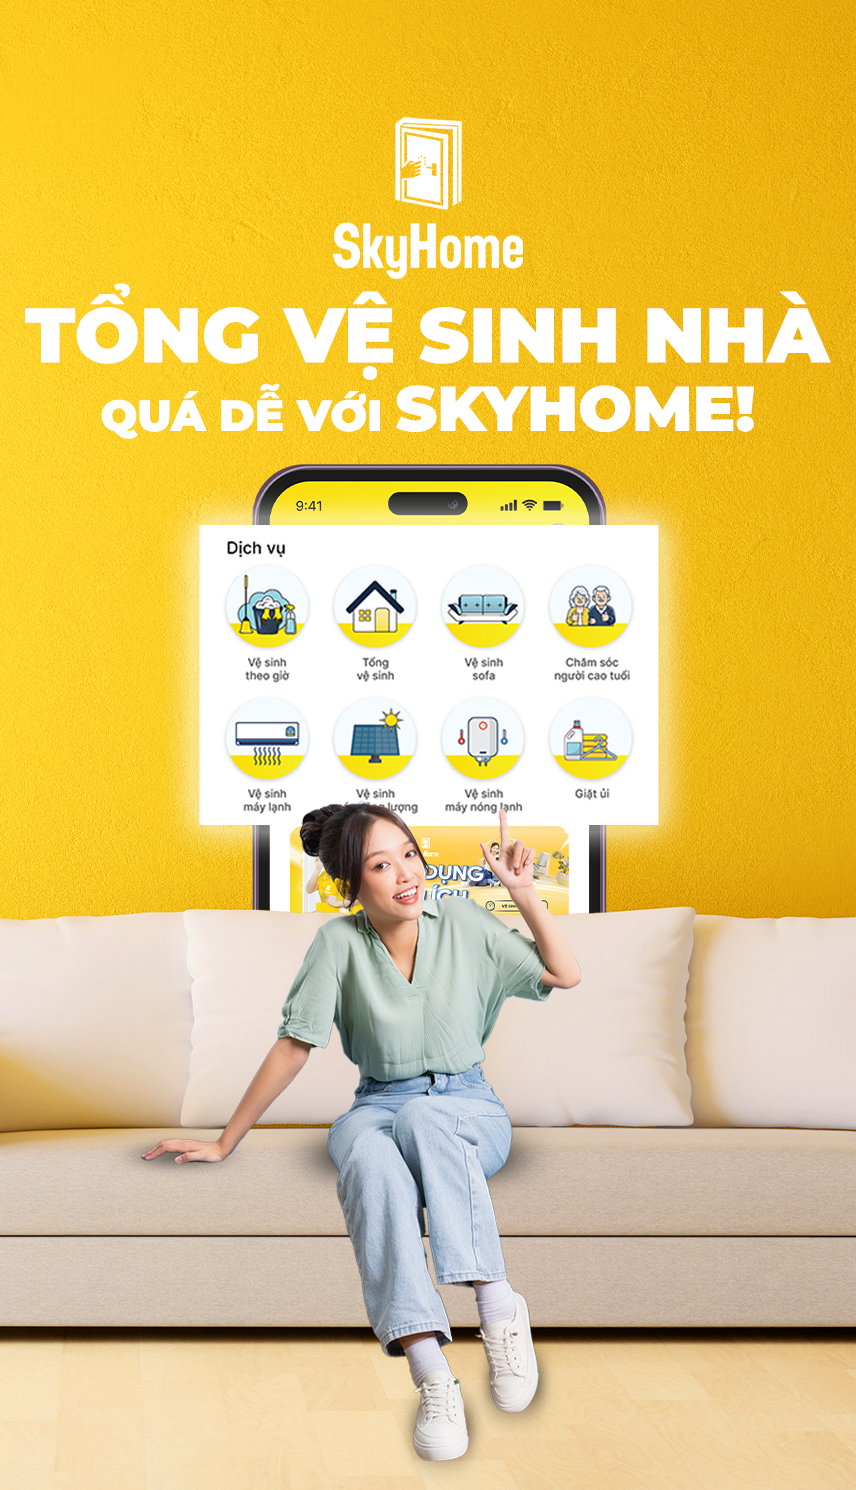 SkyHome
TỔNG VỆ SINH NHÀ
QUÁ DỄ VỚI SKYHOME!
9:41
Dịch vụ
Vệ sinh
theo giờ
Tổng
vệ sinh
Vệ sinh
sofa
Chăm sóc
người cao tuổi
Vệ sinh
máy lạnh
Vệ sinh
lượng
Vệ sinh
máy nóng lạnh
Giặt ủi
DỤNG
ÍCH